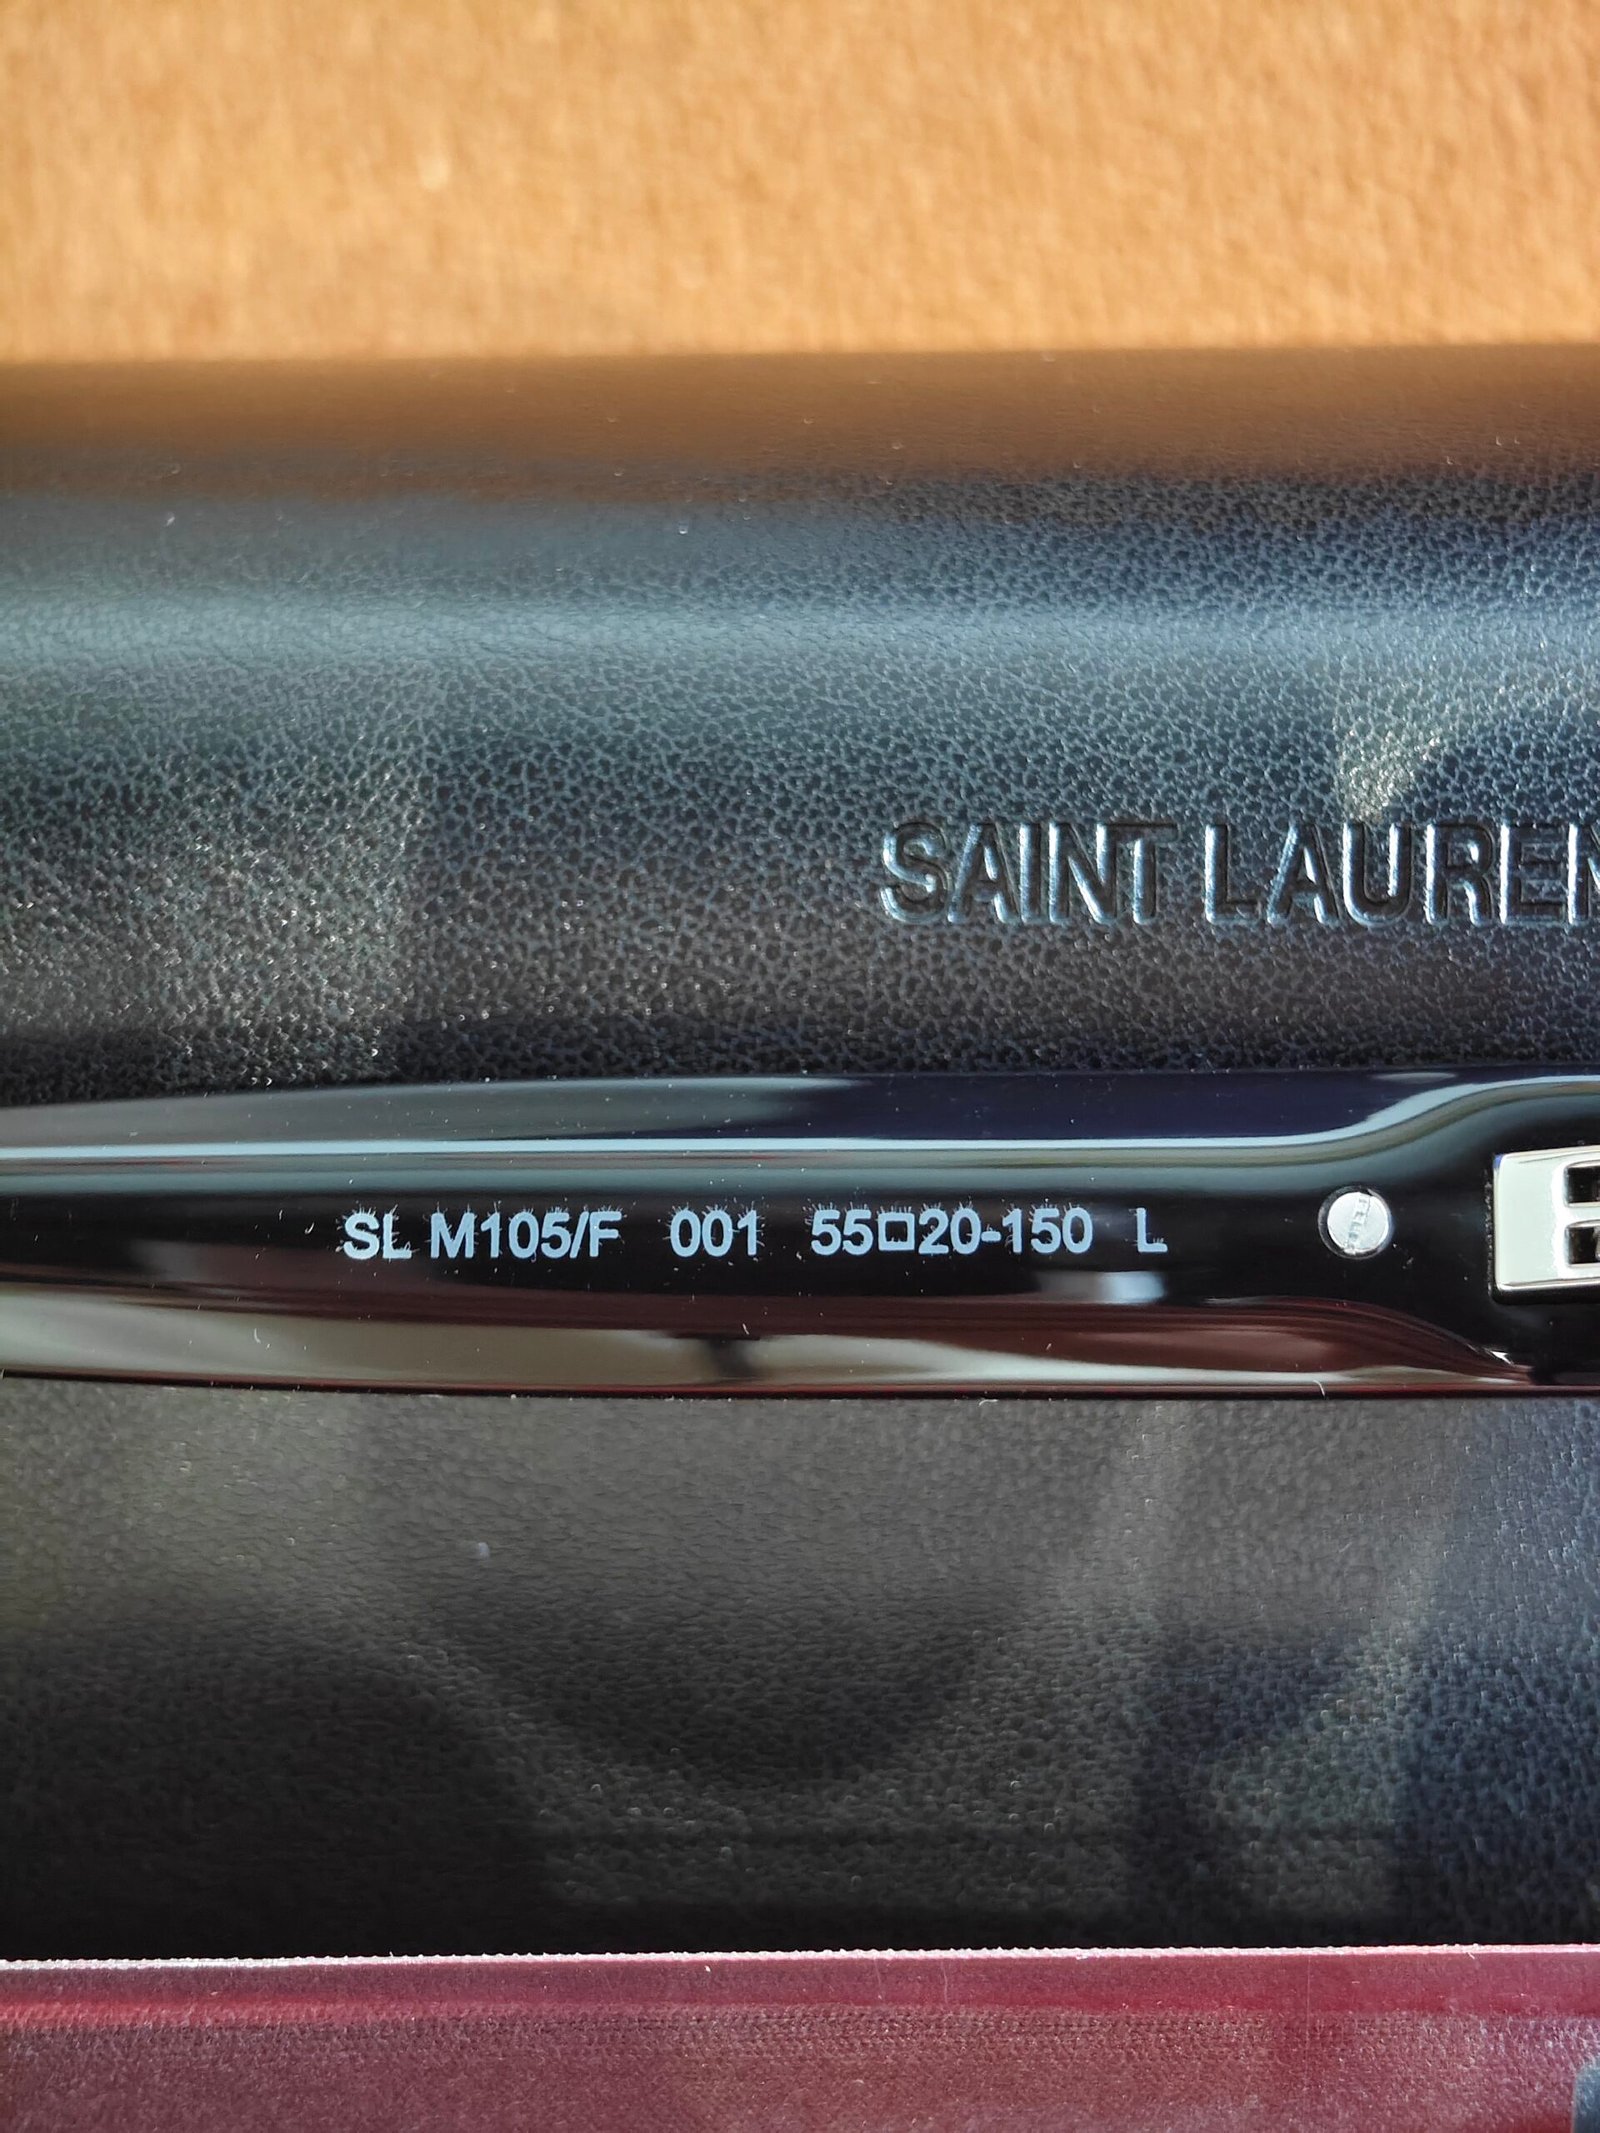 SAINT LAUREN
SL M105/F 001 55□20-150 L